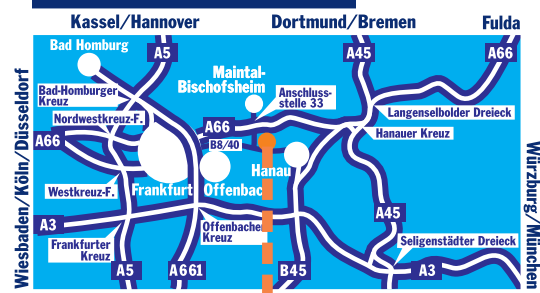 Kassel/Hannover
Dortmund/Bremen
Fulda
Wiesbaden/Köln/Düsseldorf
Würzburg/München
Bad Homburg
A5
A45
A66
Maintal-
Bischofsheim
Anschluss-
stelle 33
Bad-Homburger
Kreuz
Nordwestkreuz-F.
Langenselbolder Dreieck
A66
A66
Hanauer Kreuz
B8/40
Hanau
Westkreuz-F.
Frankfurt
Offenbac
A3
A45
Offenbacher
Kreuz
Frankfurter
Kreuz
Seligenstädter Dreieck
A5
A661
B45
A3